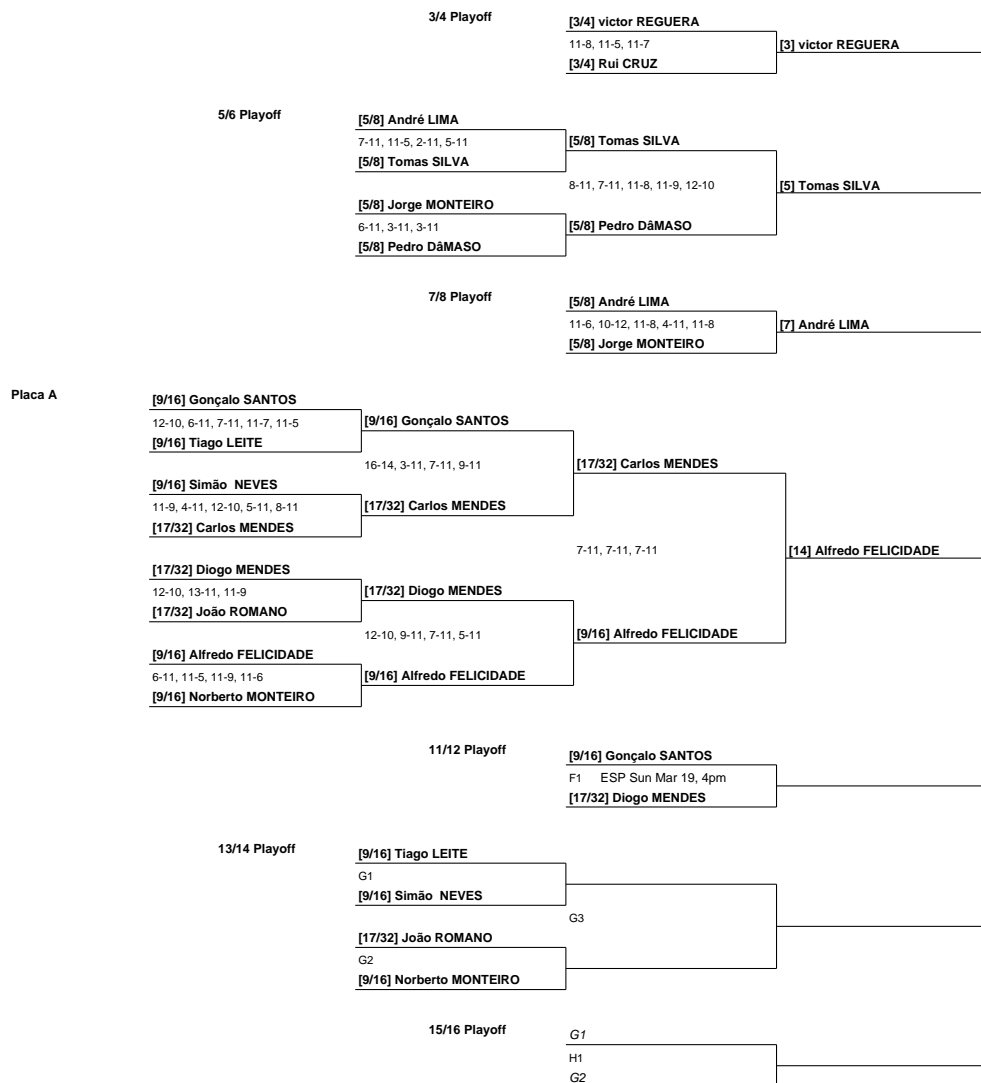 3/4 Playoff
[3/4] victor REGUERA
11-8, 11-5, 11-7
[3] victor REGUERA
[3/4] Rui CRUZ
5/6 Playoff
[5/8] André LIMA
7-11, 11-5, 2-11, 5-11
[5/8] Tomas SILVA
[5/8] Tomas SILVA
8-11, 7-11, 11-8, 11-9, 12-10
[5] Tomas SILVA
[5/8] Jorge MONTEIRO
6-11, 3-11, 3-11
[5/8] Pedro DâMASO
[5/8] Pedro DâMASO
7/8 Playoff
[5/8] André LIMA
11-6, 10-12, 11-8, 4-11, 11-8
[7] André LIMA
[5/8] Jorge MONTEIRO
Placa A
[9/16] Gonçalo SANTOS
12-10, 6-11, 7-11, 11-7, 11-5
[9/16] Gonçalo SANTOS
[9/16] Tiago LEITE
16-14, 3-11, 7-11, 9-11
[17/32] Carlos MENDES
[9/16] Simão  NEVES
11-9, 4-11, 12-10, 5-11, 8-11
[17/32] Carlos MENDES
[17/32] Carlos MENDES
7-11, 7-11, 7-11
[14] Alfredo FELICIDADE
[17/32] Diogo MENDES
12-10, 13-11, 11-9
[17/32] Diogo MENDES
[17/32] João ROMANO
12-10, 9-11, 7-11, 5-11
[9/16] Alfredo FELICIDADE
[9/16] Alfredo FELICIDADE
6-11, 11-5, 11-9, 11-6
[9/16] Alfredo FELICIDADE
[9/16] Norberto MONTEIRO
11/12 Playoff
[9/16] Gonçalo SANTOS
F1 ESP Sun Mar 19, 4pm
[17/32] Diogo MENDES
13/14 Playoff
[9/16] Tiago LEITE
G1
[9/16] Simão  NEVES
G3
[17/32] João ROMANO
G2
[9/16] Norberto MONTEIRO
15/16 Playoff
G1
H1
G2